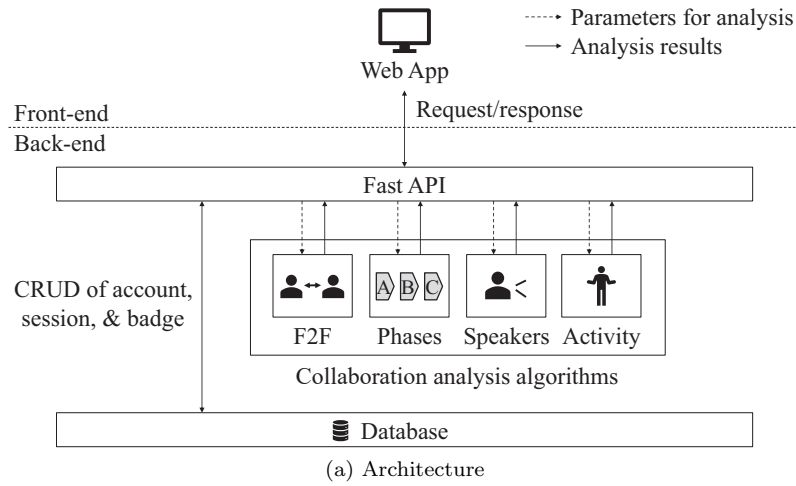 Parameters for analysis
Analysis results
Web App
Front-end
Request/response
Back-end
Fast API
CRUD of account,
session, & badge
A B C
F2F Phases Speakers Activity
Collaboration analysis algorithms
Database
(a) Architecture